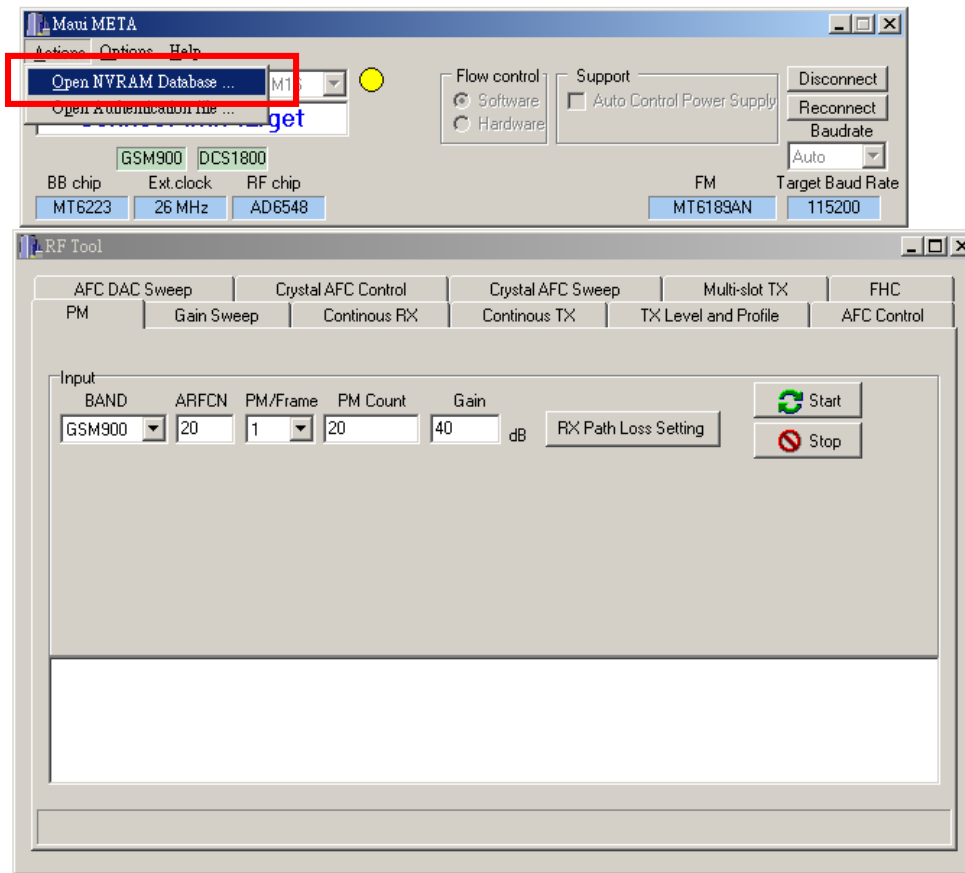 Maui META
Actions Options Help
Open NVRAM Database ...
Open Authentication file ...
Flow control
Software
Hardware
Support
Auto Control Power Supply
Disconnect
Reconnect
Baudrate
Auto
GSM900 DCS1800
BB chip Ext.clock RF chip FM Target Baud Rate
MT6223 26 MHz AD6548 MT6189AN 115200
RF Tool
AFC DAC Sweep Crystal AFC Control Crystal AFC Sweep Multi-slot TX FHC
PM Gain Sweep Continous RX Continous TX TX Level and Profile AFC Control
Input
BAND ARFCN PM/Frame PM Count Gain
GSM900 20 1 20 40 dB RX Path Loss Setting
Start
Stop